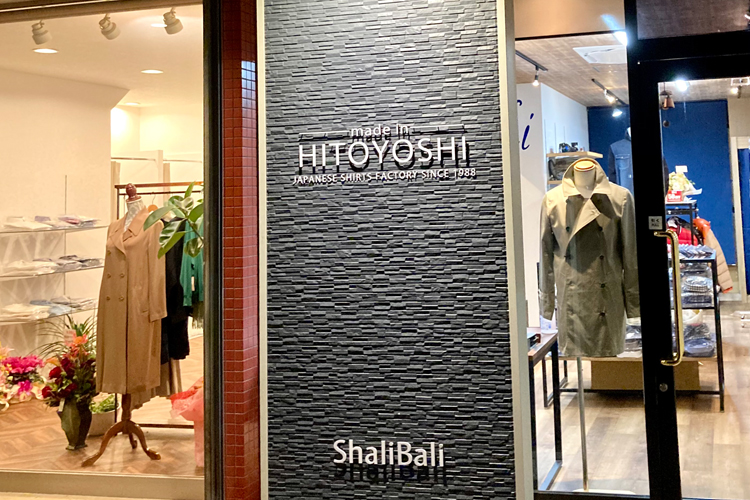 made in
HITOYOSHI
JAPANESE SHIRTS FACTORY SINCE 1988
ShaliBali